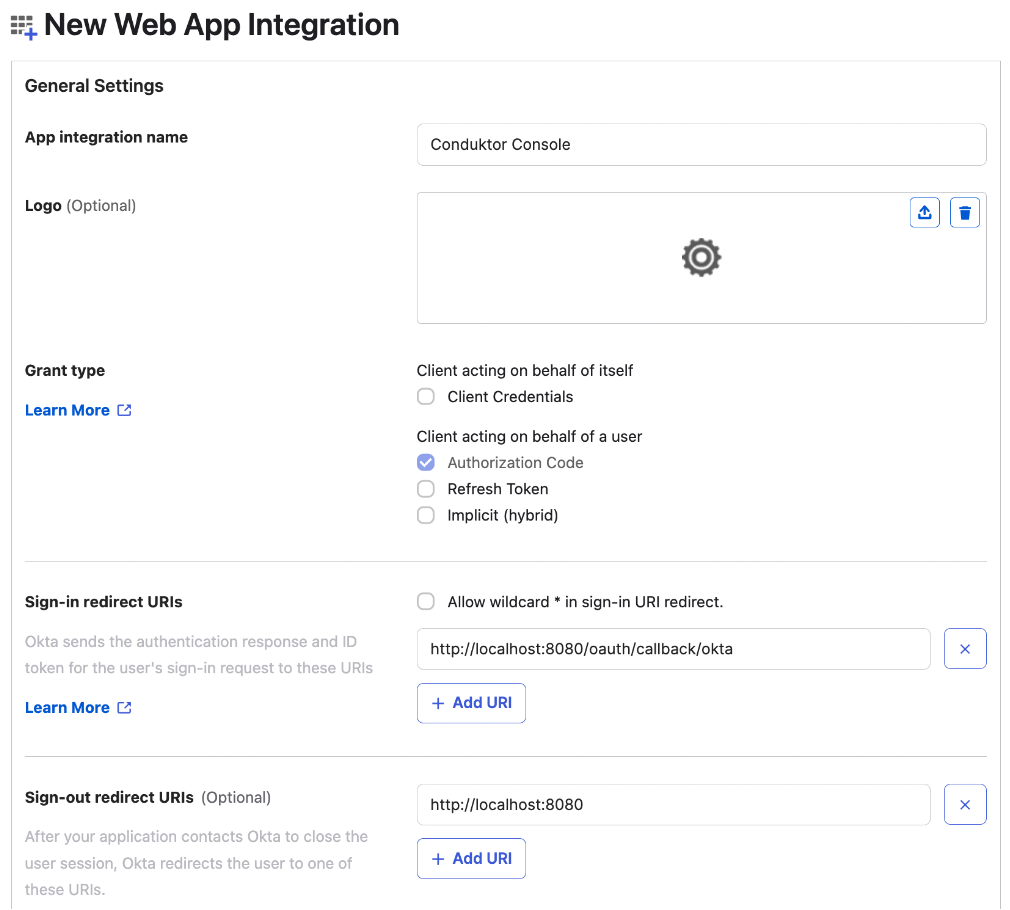 New Web App Integration
General Settings
App integration name
Conduktor Console
Logo (Optional)
Grant type
Learn More
Client acting on behalf of itself
Client Credentials
Client acting on behalf of a user
Authorization Code
Refresh Token
Implicit (hybrid)
Sign-in redirect URIs
Okta sends the authentication response and ID
token for the user's sign-in request to these URIs
Learn More
Allow wildcard * in sign-in URI redirect.
http://localhost:8080/oauth/callback/okta
+ Add URI
Sign-out redirect URIs (Optional)
After your application contacts Okta to close the
user session, Okta redirects the user to one of
these URIs.
http://localhost:8080
+ Add URI